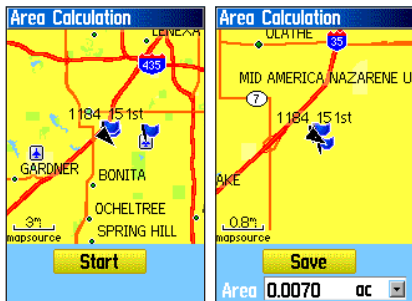 Area Calculation
LENEXA
435
1184 151st
GARDNER
BONITA
OCHELTREE
SPRING HILL
3m
mapsource
Start
Area Calculation
OLATHE
35
MID AMERICA NAZARENE U
7
1184 151st
AKE
0.8m
mapsource
Save
Area 0.0070 ac